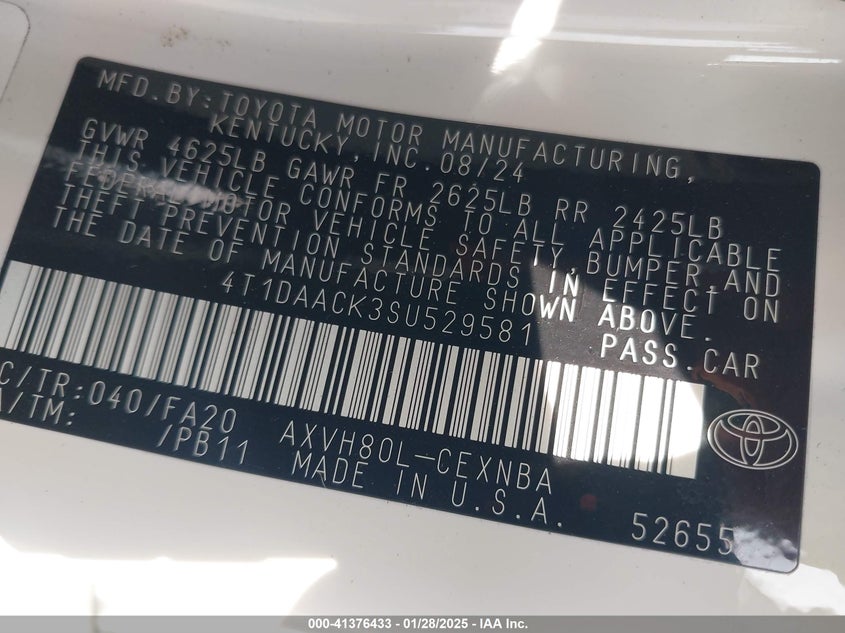 MFD.BY:TOYOTA MOTOR MANUFACTURING,
KENTUCKY,INC. 08/24
GVWR 4625LB GAWR FR 2625LB RR 2425LB
THIS VEHICLE CONFORMS TO ALL APPLICABLE
FEDERAL MOTOR VEHICLE SAFETY,BUMPER,AND
THEFT PREVENTION STANDARDS IN EFFECT ON
THE DATE OF MANUFACTURE SHOWN ABOVE.
4T1DAACK3SU529581 PASS.CAR
C/TR:040/FA20 AXVH80L-CEXNBA
A/TM: /PB11 MADE IN U.S.A.
52655
000-41376433 - 01/28/2025 - IAA Inc.